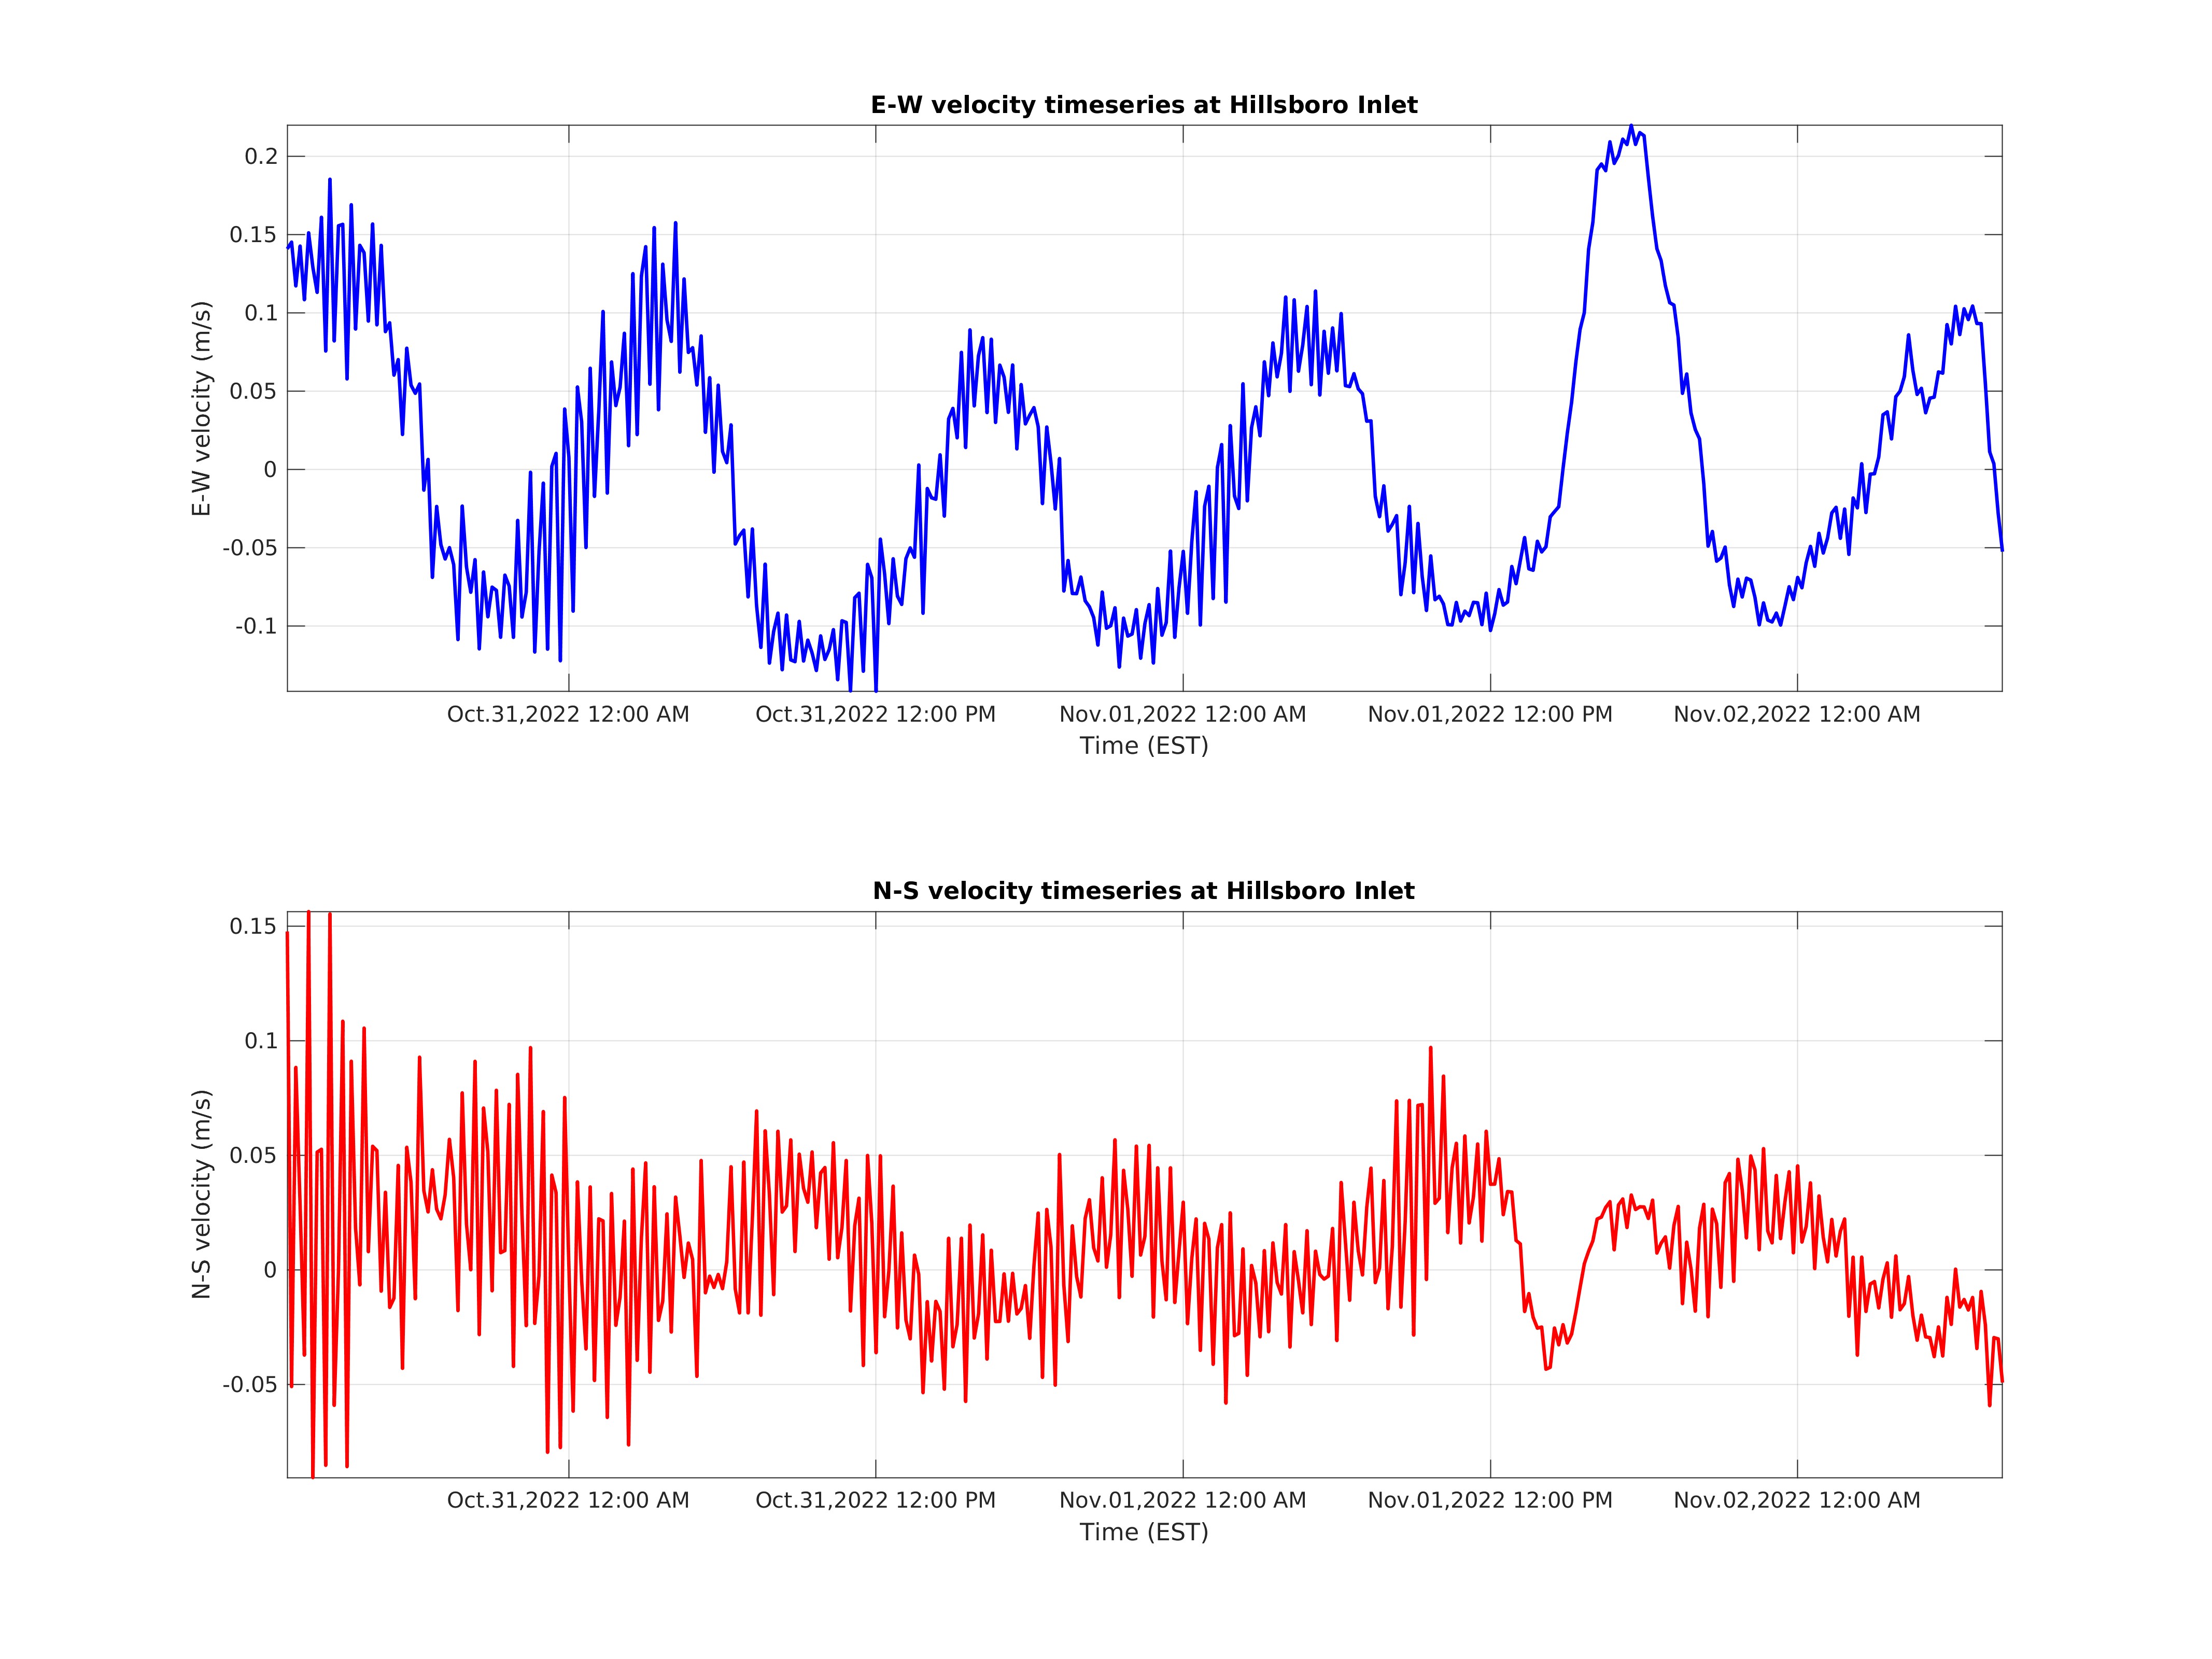 E-W velocity timeseries at Hillsboro Inlet
0.2
0.15
0.1
0.05
0
-0.05
-0.1
E-W velocity (m/s)
Oct.31,2022 12:00 AM Oct.31,2022 12:00 PM Nov.01,2022 12:00 AM Nov.01,2022 12:00 PM Nov.02,2022 12:00 AM
Time (EST)
N-S velocity timeseries at Hillsboro Inlet
0.15
0.1
0.05
0
-0.05
N-S velocity (m/s)
Oct.31,2022 12:00 AM Oct.31,2022 12:00 PM Nov.01,2022 12:00 AM Nov.01,2022 12:00 PM Nov.02,2022 12:00 AM
Time (EST)